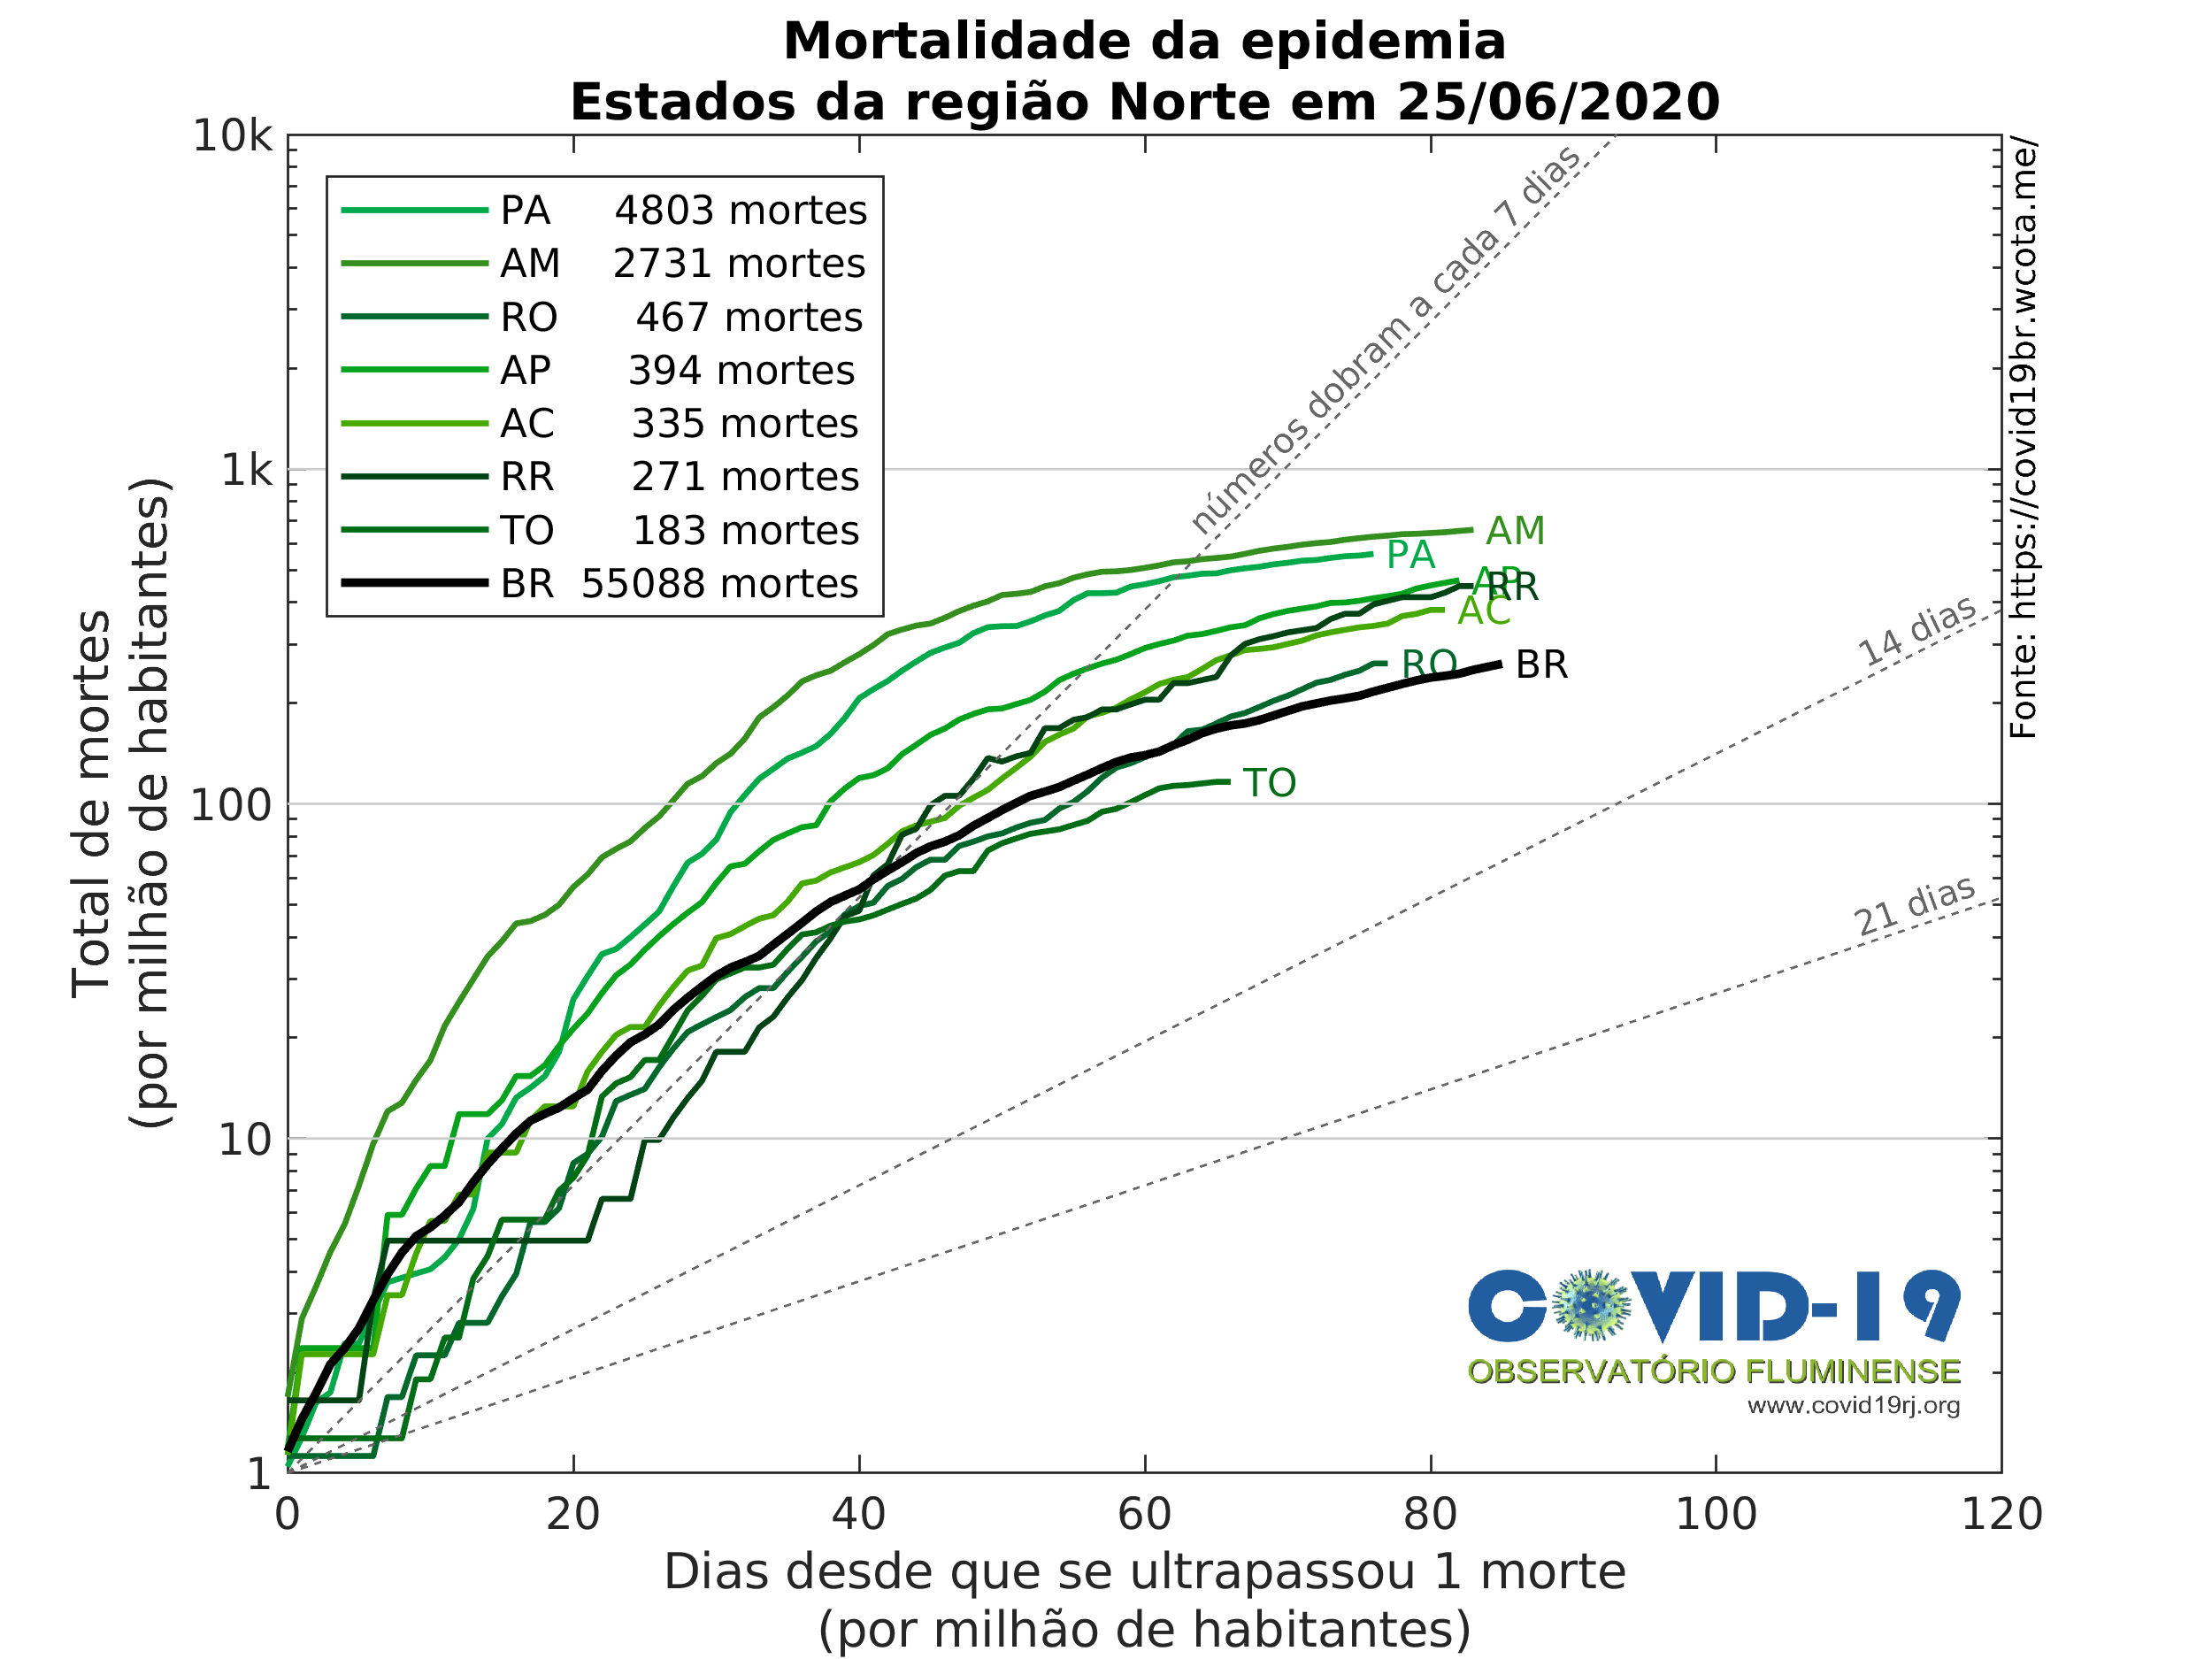 Mortalidade da epidemia
Estados da região Norte em 25/06/2020
10k
1k
100
10
1
Total de mortes
(por milhão de habitantes)
PA 4803 mortes
AM 2731 mortes
RO 467 mortes
AP 394 mortes
AC 335 mortes
RR 271 mortes
TO 183 mortes
BR 55088 mortes
números dobram a cada 7 dias
14 dias
21 dias
AM
PA
AP
RR
AC
RO
BR
TO
Fonte: https://covid19br.wcota.me/
COVID-19
OBSERVATÓRIO FLUMINENSE
www.covid19rj.org
0 20 40 60 80 100 120
Dias desde que se ultrapassou 1 morte
(por milhão de habitantes)